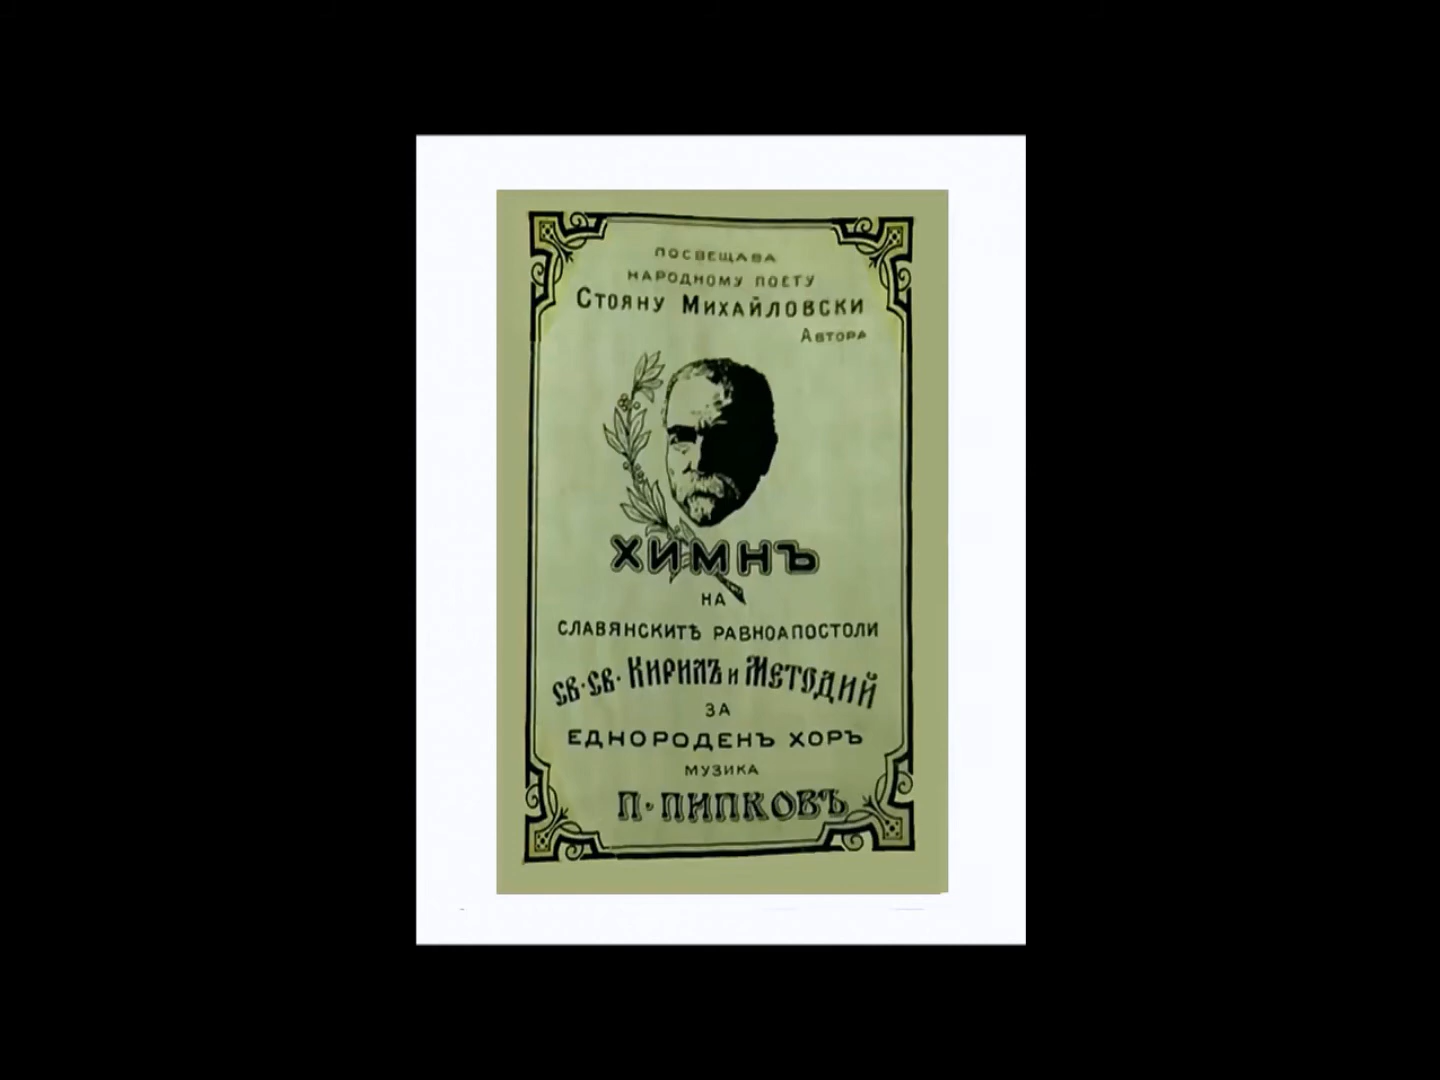 ПОСВЕЩАВА
НАРОДНОМУ ПОЕТУ
СТОЯНУ МИХАЙЛОВСКИ
АВТОРА
ХИМНЪ
НА
СЛАВЯНСКИТѢ РАВНОАПОСТОЛИ
СВ·СВ· КИРИЛЪ И МЕТОДИЙ
ЗА
ЕДНОРОДЕНЪ ХОРЪ
МУЗИКА
П·ПИПКОВЪ